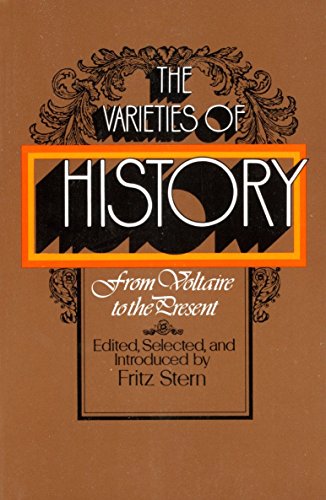 THE
VARIETIES OF
HISTORY
From Voltaire
to the Present
Edited, Selected, and
Introduced by
Fritz Stern